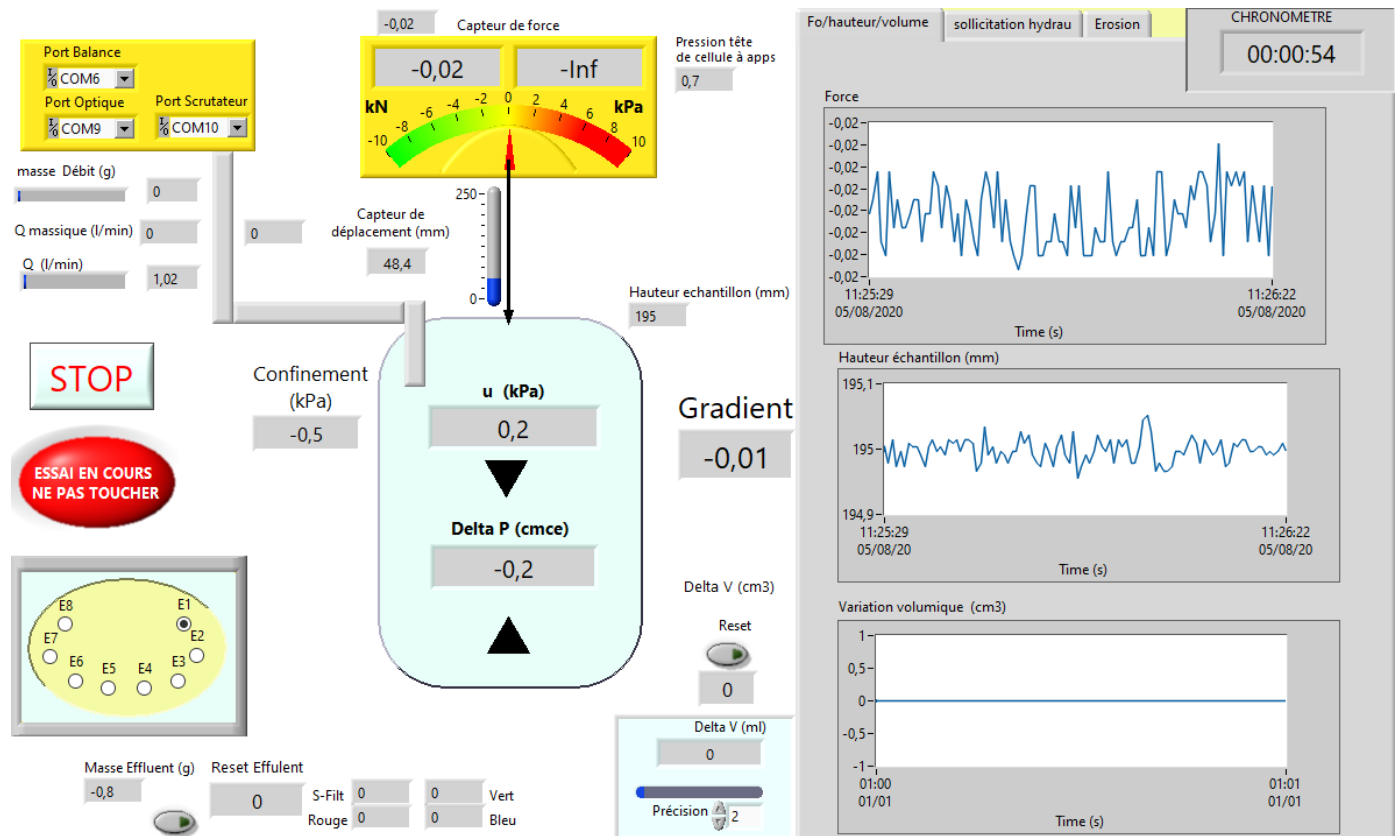 -0,02
Capteur de force
Port Balance
COM6
Port Optique
Port Scrutateur
COM9
COM10
-0,02
-Inf
kN
kPa
-10
-8
-6
-4
-2
0
2
4
6
8
10
Pression tête
de cellule à apps
0,7
masse Débit (g)
0
Q massique (l/min)
0
0
Q (l/min)
1,02
Capteur de
déplacement (mm)
48,4
250
0
Hauteur echantillon (mm)
195
STOP
Confinement
(kPa)
-0,5
u (kPa)
0,2
Gradient
-0,01
ESSAI EN COURS
NE PAS TOUCHER
Delta P (cmce)
-0,2
E8
E1
E7
E2
E6
E5
E4
E3
Delta V (cm3)
Reset
0
Delta V (ml)
0
Précision
2
Masse Effluent (g)
-0,8
Reset Effulent
0
S-Filt
0
0
Vert
Rouge
0
0
Bleu
Fo/hauteur/volume
sollicitation hydrau
Erosion
CHRONOMETRE
00:00:54
Force
-0,02
-0,02
-0,02
-0,02
-0,02
-0,02
-0,02
-0,02
11:25:29
05/08/2020
11:26:22
05/08/2020
Time (s)
Hauteur échantillon (mm)
195,1
195
194,9
11:25:29
05/08/20
11:26:22
05/08/20
Time (s)
Variation volumique (cm3)
1
0,5
0
-0,5
-1
01:00
01/01
01:01
01/01
Time (s)